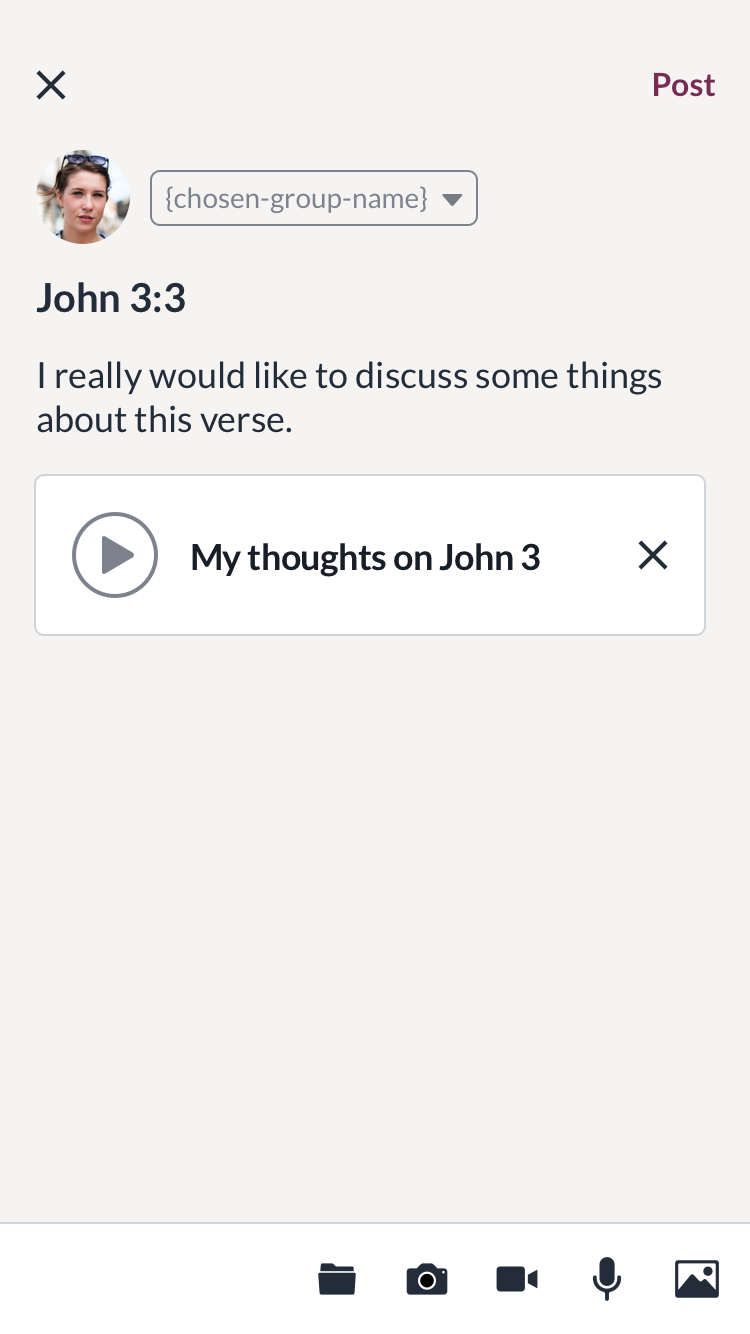 Post
{chosen-group-name}
John 3:3
I really would like to discuss some things
about this verse.
My thoughts on John 3